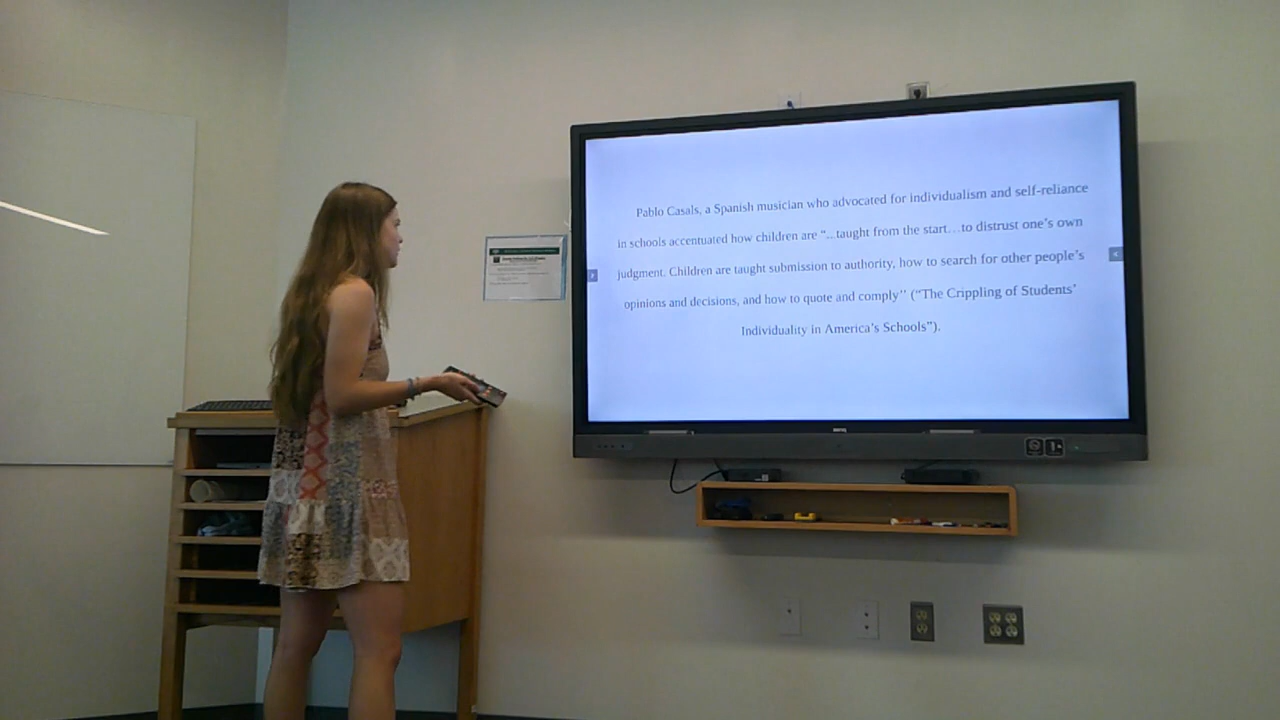 Pablo Casals, a Spanish musician who advocated for individualism and self-reliance
in schools accentuated how children are “...taught from the start…to distrust one’s own
judgment. Children are taught submission to authority, how to search for other people’s
opinions and decisions, and how to quote and comply” (“The Crippling of Students’
Individuality in America’s Schools”).
BenQ